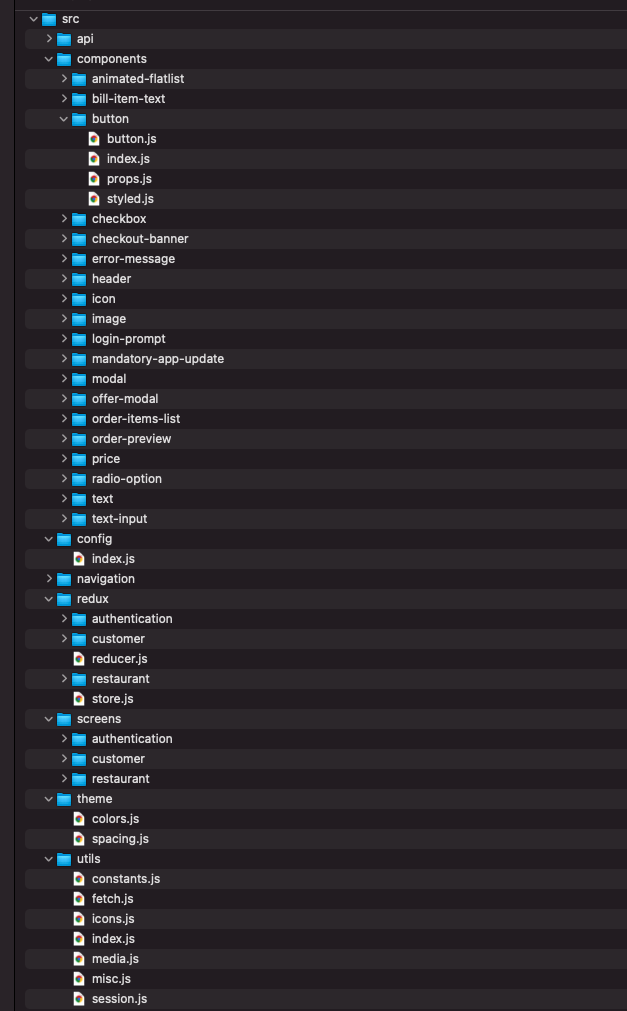 src
api
components
animated-flatlist
bill-item-text
button
button.js
index.js
props.js
styled.js
checkbox
checkout-banner
error-message
header
icon
image
login-prompt
mandatory-app-update
modal
offer-modal
order-items-list
order-preview
price
radio-option
text
text-input
config
index.js
navigation
redux
authentication
customer
reducer.js
restaurant
store.js
screens
authentication
customer
restaurant
theme
colors.js
spacing.js
utils
constants.js
fetch.js
icons.js
index.js
media.js
misc.js
session.js